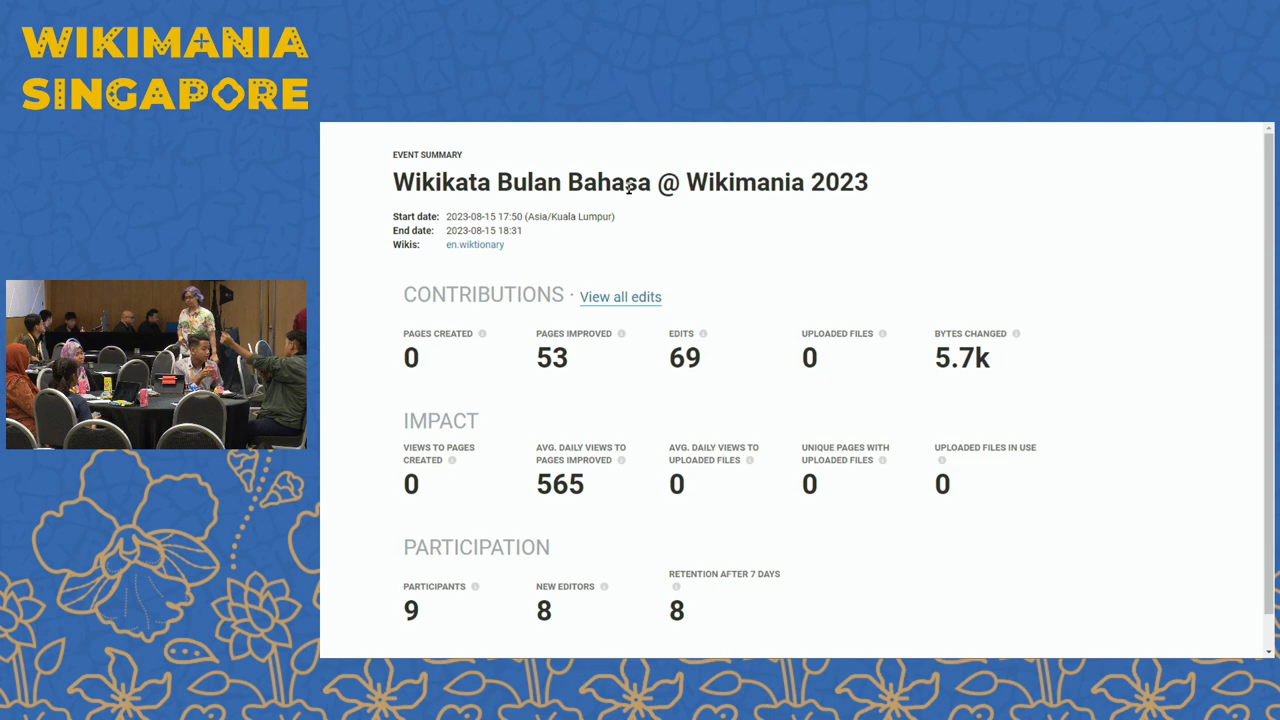 WIKIMANIA
SINGAPORE
EVENT SUMMARY
Wikikata Bulan Bahasa @ Wikimania 2023
Start date: 2023-08-15 17:50 (Asia/Kuala Lumpur)
End date: 2023-08-15 18:31
Wikis: en.wiktionary
CONTRIBUTIONS · View all edits
PAGES CREATED PAGES IMPROVED EDITS UPLOADED FILES BYTES CHANGED
0 53 69 0 5.7k
IMPACT
VIEWS TO PAGES CREATED AVG. DAILY VIEWS TO PAGES IMPROVED AVG. DAILY VIEWS TO UPLOADED FILES UNIQUE PAGES WITH UPLOADED FILES UPLOADED FILES IN USE
0 565 0 0 0
PARTICIPATION
PARTICIPANTS NEW EDITORS RETENTION AFTER 7 DAYS
9 8 8